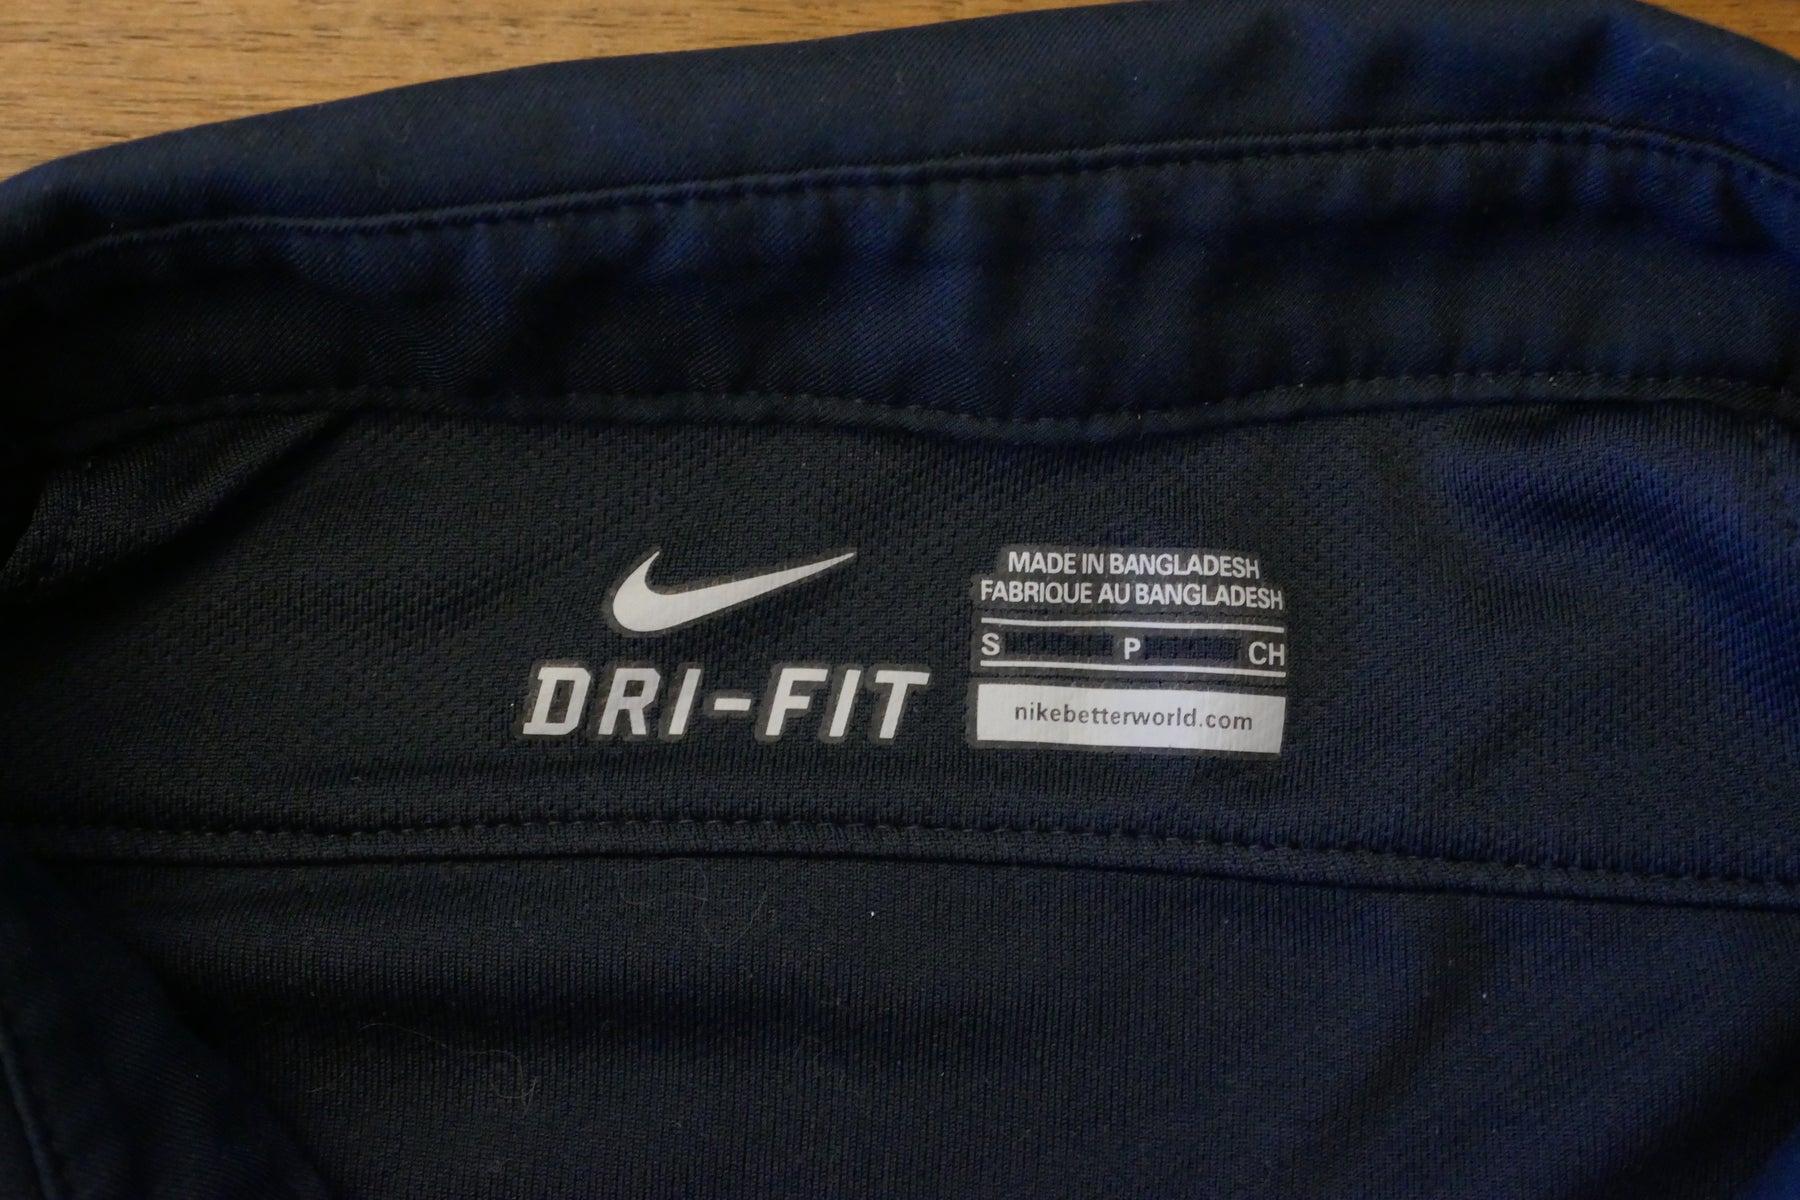 DRI-FIT
MADE IN BANGLADESH
FABRIQUE AU BANGLADESH
S P CH
nikebetterworld.com